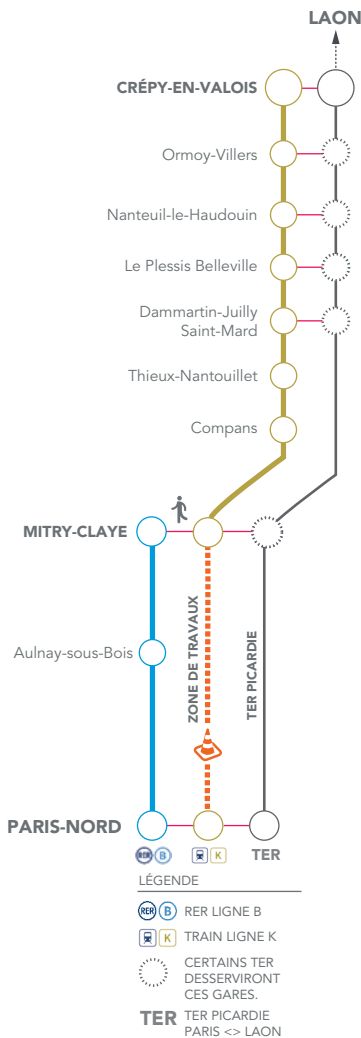 LAON
CRÉPY-EN-VALOIS
Ormoy-Villers
Nanteuil-le-Haudouin
Le Plessis Belleville
Dammartin-Juilly
Saint-Mard
Thieux-Nantouillet
Compans
MITRY-CLAYE
ZONE DE TRAVAUX
TER PICARDIE
Aulnay-sous-Bois
PARIS-NORD
RER B K TER
LÉGENDE
RER B RER LIGNE B
K TRAIN LIGNE K
CERTAINS TER
DESSERVIRONT
CES GARES.
TER TER PICARDIE
PARIS <> LAON